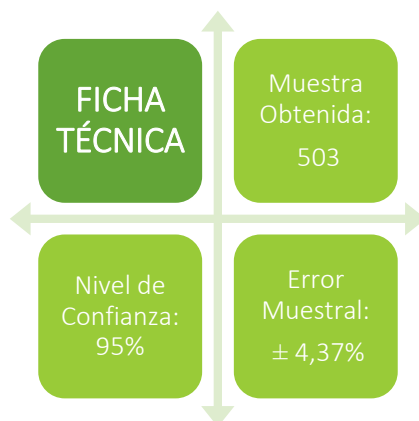 FICHA
TÉCNICA
Muestra
Obtenida:
503
Nivel de
Confianza:
95%
Error
Muestral:
± 4,37%